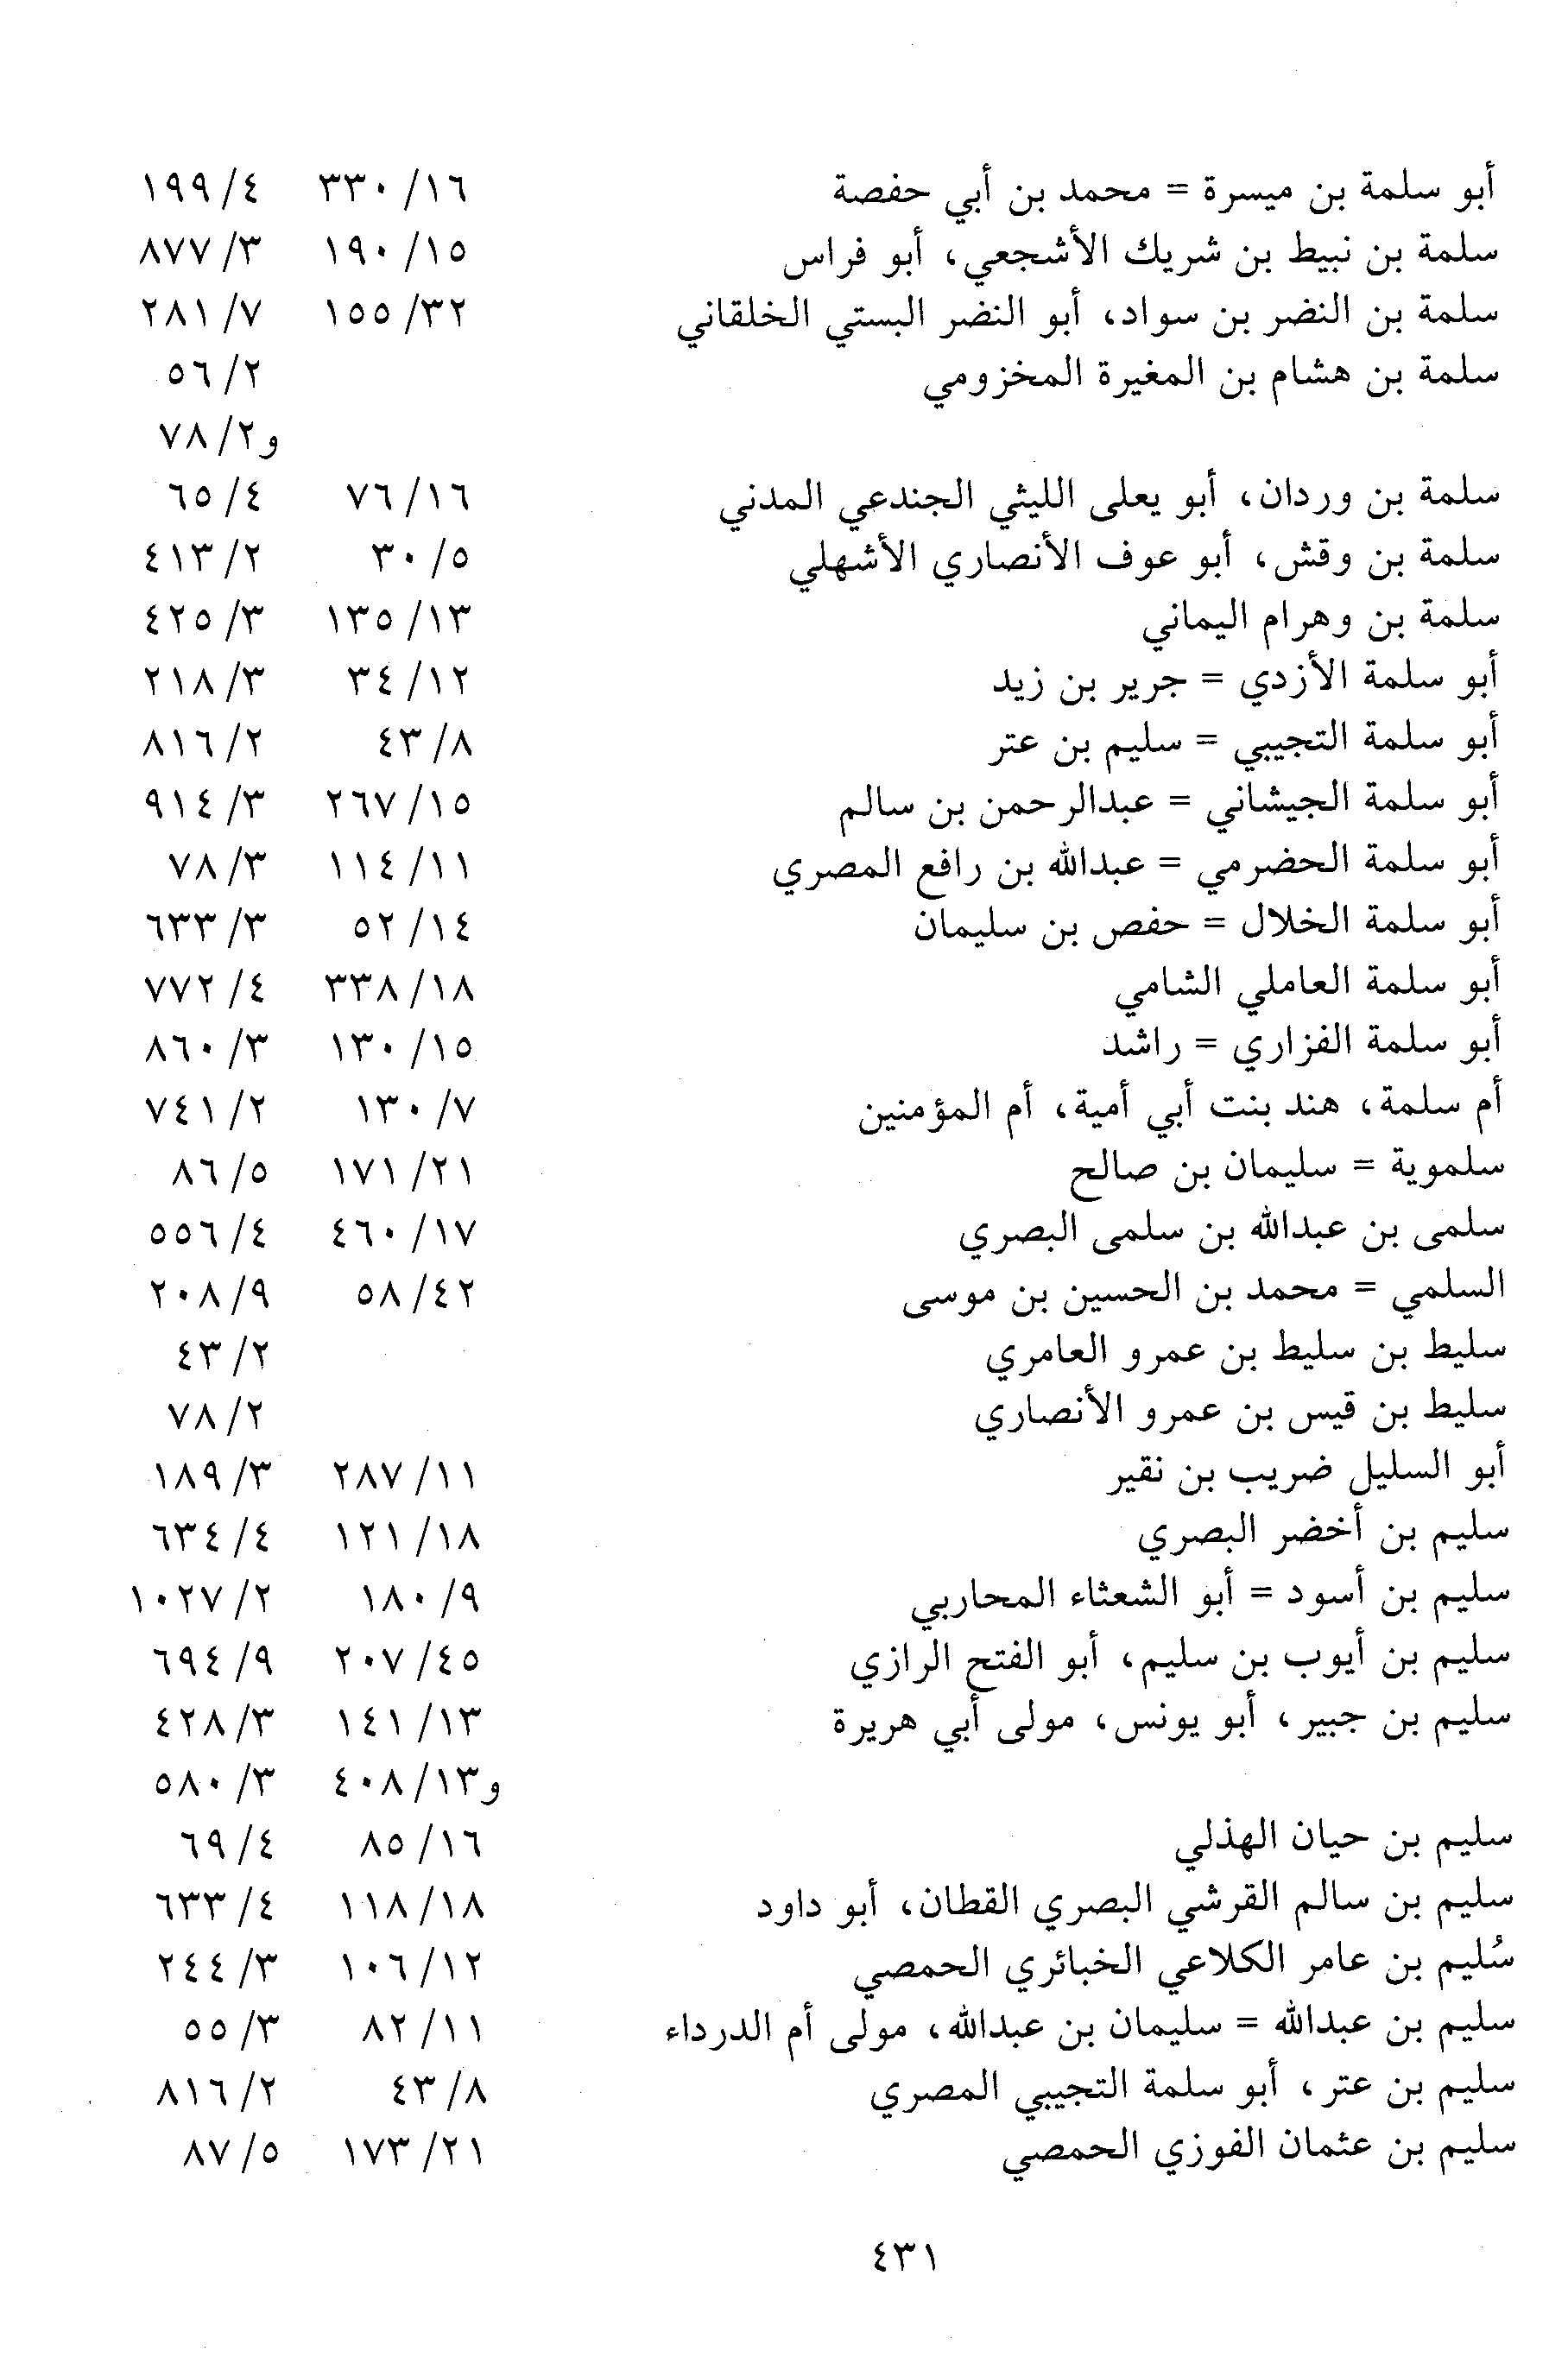 أبو سلمة بن ميسرة = محمد بن أبي حفصة ١٦/ ٣٣٠ ٤/ ١٩٩
سلمة بن نبيط بن شريك الأشجعي، أبو فراس ١٥/ ١٩٠ ٣/ ٨٧٧
سلمة بن النضر بن سواد، أبو النضر البستي الخلقاني ٣٢/ ١٥٥ ٧/ ٢٨١
سلمة بن هشام بن المغيرة المخزومي ٢/ ٥٦
و٢/ ٧٨
سلمة بن وردان، أبو يعلى الليثي الجندعي المدني ١٦/ ٧٦ ٤/ ٦٥
سلمة بن وقش، أبو عوف الأنصاري الأشهلي ٥/ ٣٠ ٢/ ٤١٣
سلمة بن وهرام اليماني ١٣/ ١٣٥ ٣/ ٤٢٥
أبو سلمة الأزدي = جرير بن زيد ١٢/ ٣٤ ٣/ ٢١٨
أبو سلمة التجيبي = سليم بن عتر ٨/ ٤٣ ٢/ ٨١٦
أبو سلمة الجيشاني = عبدالرحمن بن سالم ١٥/ ٢٦٧ ٣/ ٩١٤
أبو سلمة الحضرمي = عبدالله بن رافع المصري ١١/ ١١٤ ٣/ ٧٨
أبو سلمة الخلال = حفص بن سليمان ١٤/ ٥٢ ٣/ ٦٣٣
أبو سلمة العاملي الشامي ١٨/ ٣٣٨ ٤/ ٧٧٢
أبو سلمة الفزاري = راشد ١٥/ ١٣٠ ٣/ ٨٦٠
أم سلمة، هند بنت أبي أمية، أم المؤمنين ٧/ ١٣٠ ٢/ ٧٤١
سلموية = سليمان بن صالح ٢١/ ١٧١ ٥/ ٨٦
سلمى بن عبدالله بن سلمى البصري ١٧/ ٤٦٠ ٤/ ٥٥٦
السلمي = محمد بن الحسين بن موسى ٤٢/ ٥٨ ٩/ ٢٠٨
سليط بن سليط بن عمرو العامري ٢/ ٤٣
سليط بن قيس بن عمرو الأنصاري ٢/ ٧٨
أبو السليل ضريب بن نقير ١١/ ٢٨٧ ٣/ ١٨٩
سليم بن أخضر البصري ١٨/ ١٢١ ٤/ ٦٣٤
سليم بن أسود = أبو الشعثاء المحاربي ٩/ ١٨٠ ٢/ ١٠٢٧
سليم بن أيوب بن سليم، أبو الفتح الرازي ٤٥/ ٢٠٧ ٩/ ٦٩٤
سليم بن جبير، أبو يونس، مولى أبي هريرة ١٣/ ١٤١ ٣/ ٤٢٨
و١٣/ ٤٠٨ ٣/ ٥٨٠
سليم بن حيان الهذلي ١٦/ ٨٥ ٤/ ٦٩
سليم بن سالم القرشي البصري القطان، أبو داود ١٨/ ١١٨ ٤/ ٦٣٣
سُليم بن عامر الكلاعي الخبائري الحمصي ١٢/ ١٠٦ ٣/ ٢٤٤
سليم بن عبدالله = سليمان بن عبدالله، مولى أم الدرداء ١١/ ٨٢ ٣/ ٥٥
سليم بن عتر، أبو سلمة التجيبي المصري ٨/ ٤٣ ٢/ ٨١٦
سليم بن عثمان الفوزي الحمصي ٢١/ ١٧٣ ٥/ ٨٧
٤٣١